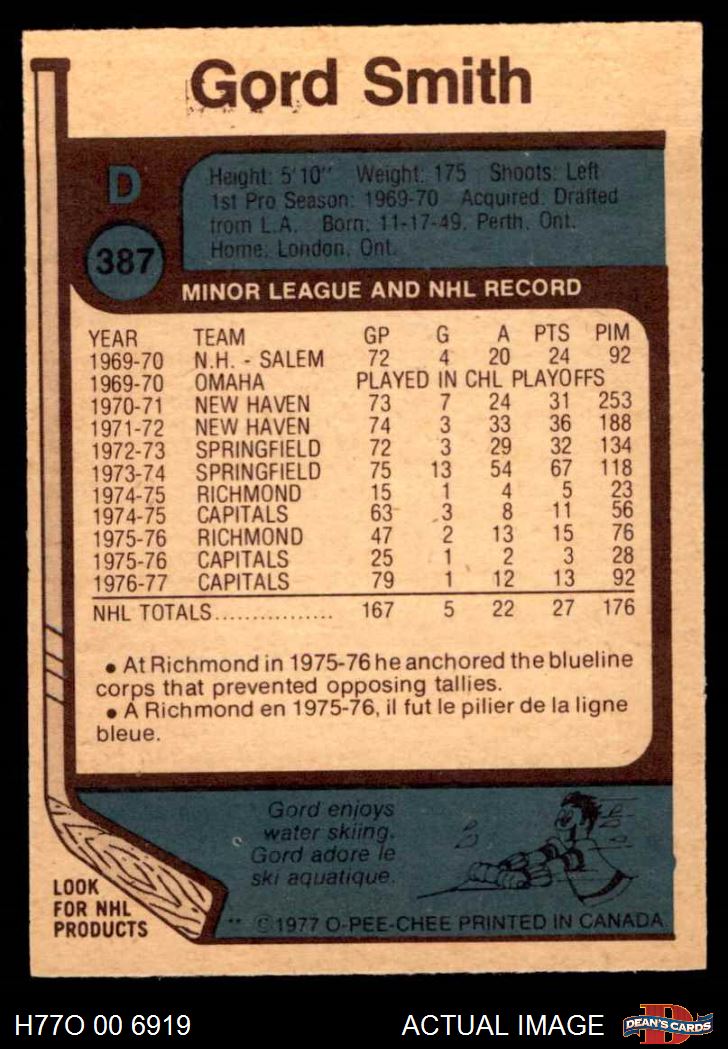 Gord Smith
D
387
Height: 5'10" Weight: 175 Shoots: Left
1st Pro Season: 1969-70 Acquired: Drafted
from L.A. Born: 11-17-49, Perth, Ont.
Home: London, Ont.
MINOR LEAGUE AND NHL RECORD
YEAR TEAM GP G A PTS PIM
1969-70 N.H. - SALEM 72 4 20 24 92
1969-70 OMAHA PLAYED IN CHL PLAYOFFS
1970-71 NEW HAVEN 73 7 24 31 253
1971-72 NEW HAVEN 74 3 33 36 188
1972-73 SPRINGFIELD 72 3 29 32 134
1973-74 SPRINGFIELD 75 13 54 67 118
1974-75 RICHMOND 15 1 4 5 23
1974-75 CAPITALS 63 3 8 11 56
1975-76 RICHMOND 47 2 13 15 76
1975-76 CAPITALS 25 1 2 3 28
1976-77 CAPITALS 79 1 12 13 92
NHL TOTALS................ 167 5 22 27 176
• At Richmond in 1975-76 he anchored the blueline
corps that prevented opposing tallies.
• A Richmond en 1975-76, il fut le pilier de la ligne
bleue.
Gord enjoys
water skiing.
Gord adore le
ski aquatique.
LOOK
FOR NHL
PRODUCTS
** ©1977 O-PEE-CHEE PRINTED IN CANADA
H77O 00 6919
ACTUAL IMAGE
D
DEAN'S CARDS